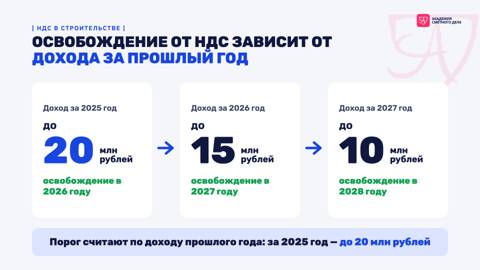 [ НДС В СТРОИТЕЛЬСТВЕ ]
АКАДЕМИЯ
СМЕТНОГО ДЕЛА
ОСВОБОЖДЕНИЕ ОТ НДС ЗАВИСИТ ОТ
ДОХОДА ЗА ПРОШЛЫЙ ГОД
Доход за 2025 год
ДО
20 млн
рублей
освобождение в
2026 году
Доход за 2026 год
ДО
15 млн
рублей
освобождение в
2027 году
Доход за 2027 год
ДО
10 млн
рублей
освобождение в
2028 году
Порог считают по доходу прошлого года: за 2025 год — до 20 млн рублей